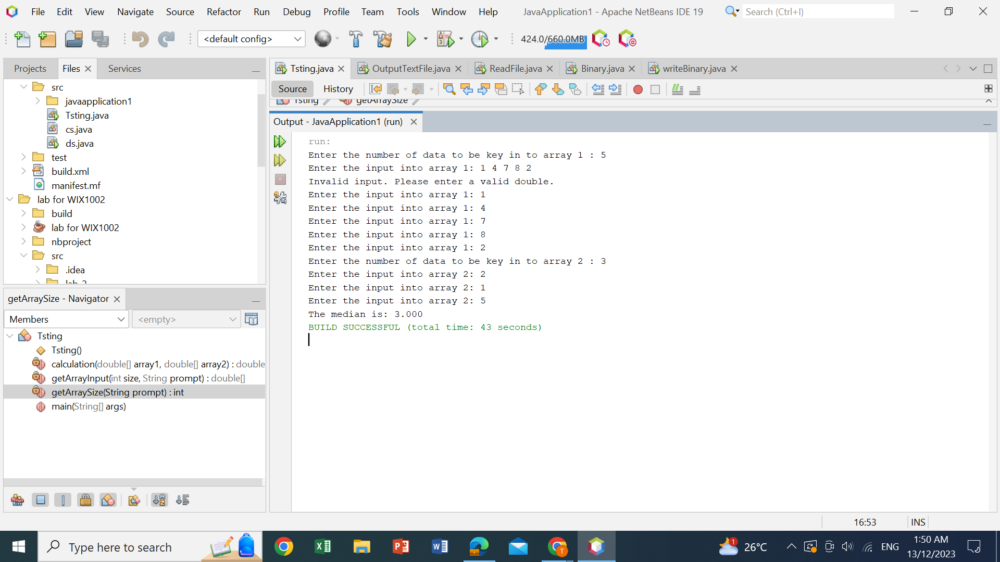 File Edit View Navigate Source Refactor Run Debug Profile Team Tools Window Help JavaApplication1 - Apache NetBeans IDE 19 Search (Ctrl+I)
<default config> 424.0/660.0MB
Projects Files Services
src
javaapplication1
Tsting.java
cs.java
ds.java
test
build.xml
manifest.mf
lab for WIX1002
build
lab for WIX1002
nbproject
src
.idea
lab 2
getArraySize - Navigator
Members <empty>
Tsting
Tsting()
calculation(double[] array1, double[] array2) : double
getArrayInput(int size, String prompt) : double[]
getArraySize(String prompt) : int
main(String[] args)
Tsting.java OutputTextFile.java ReadFile.java Binary.java writeBinary.java
Source History
Tsting getArraySize
Output - JavaApplication1 (run)
run:
Enter the number of data to be key in to array 1 : 5
Enter the input into array 1: 1 4 7 8 2
Invalid input. Please enter a valid double.
Enter the input into array 1: 1
Enter the input into array 1: 4
Enter the input into array 1: 7
Enter the input into array 1: 8
Enter the input into array 1: 2
Enter the number of data to be key in to array 2 : 3
Enter the input into array 2: 2
Enter the input into array 2: 1
Enter the input into array 2: 5
The median is: 3.000
BUILD SUCCESSFUL (total time: 43 seconds)
16:53 INS
Type here to search
1 26°C ENG 1:50 AM
13/12/2023